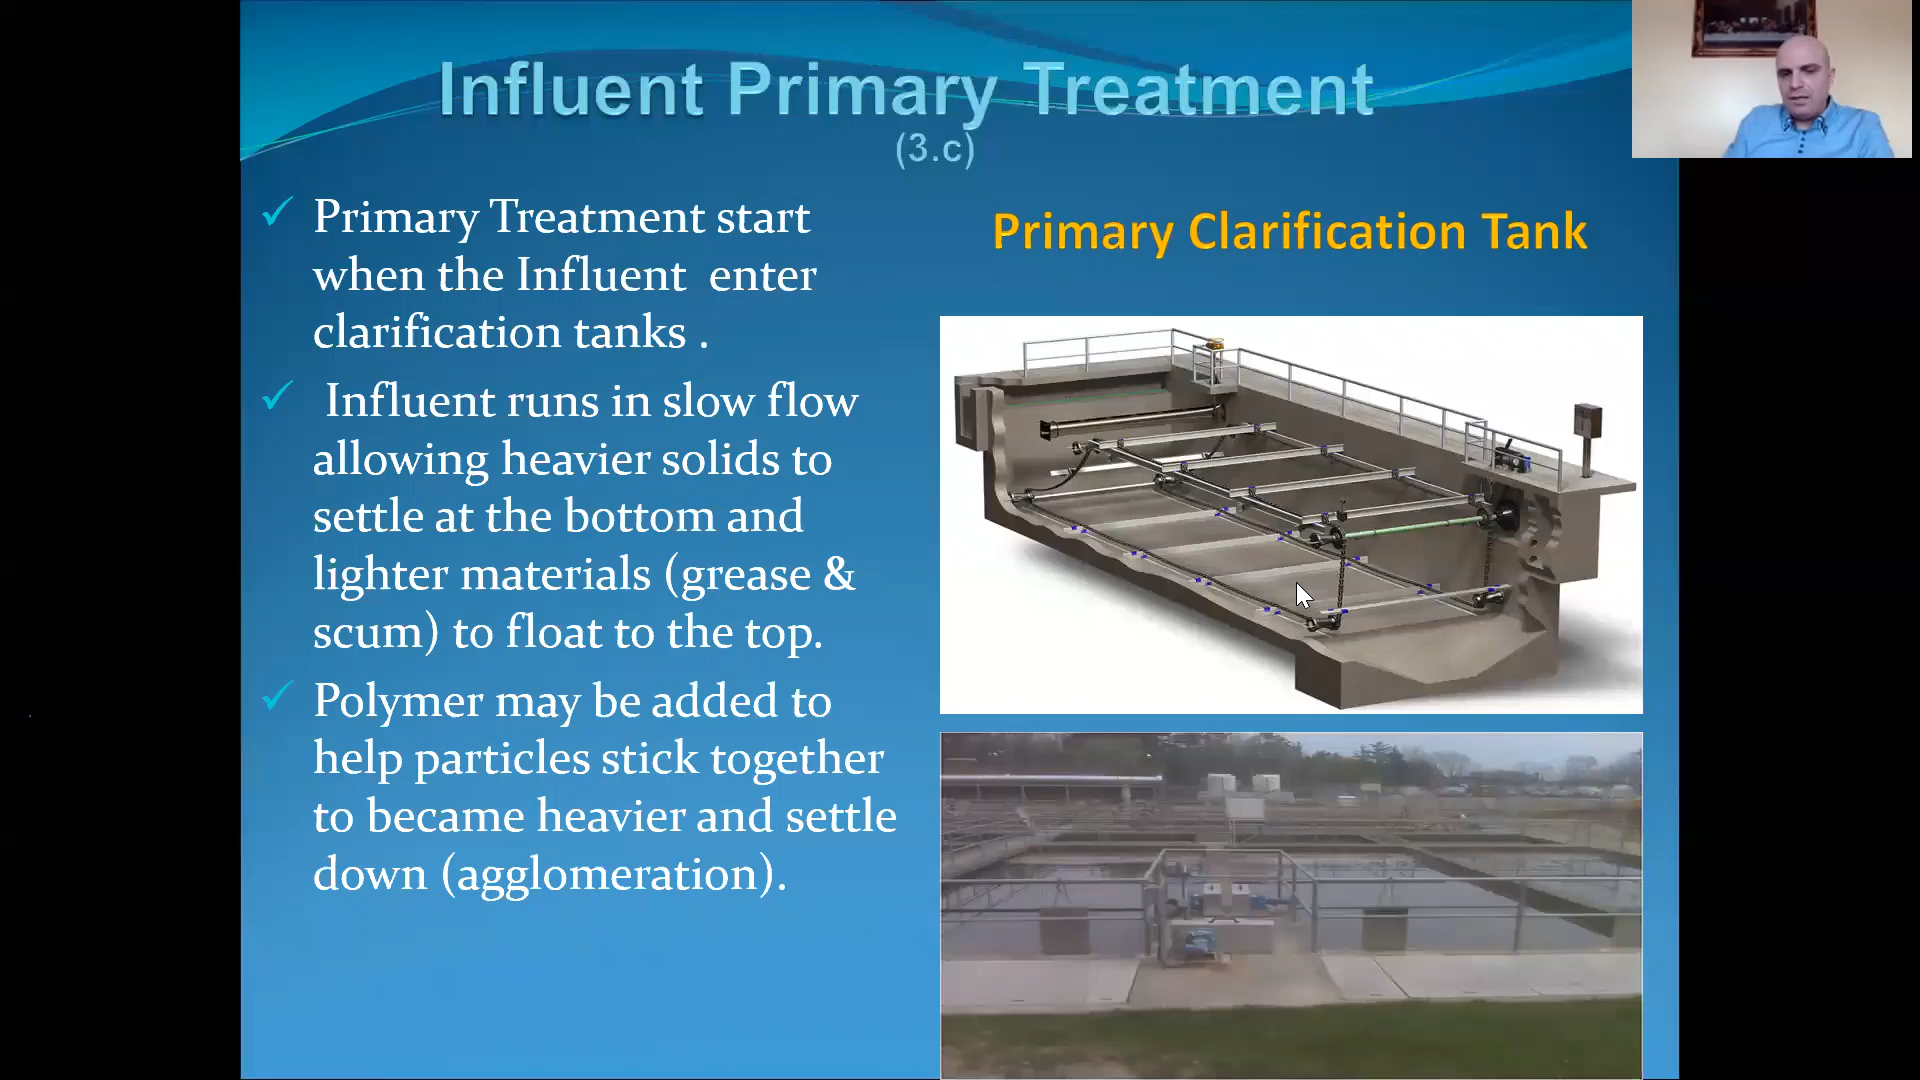 Influent Primary Treatment
(3.c)
Primary Treatment start
when the Influent enter
clarification tanks .
Influent runs in slow flow
allowing heavier solids to
settle at the bottom and
lighter materials (grease &
scum) to float to the top.
Polymer may be added to
help particles stick together
to became heavier and settle
down (agglomeration).
Primary Clarification Tank